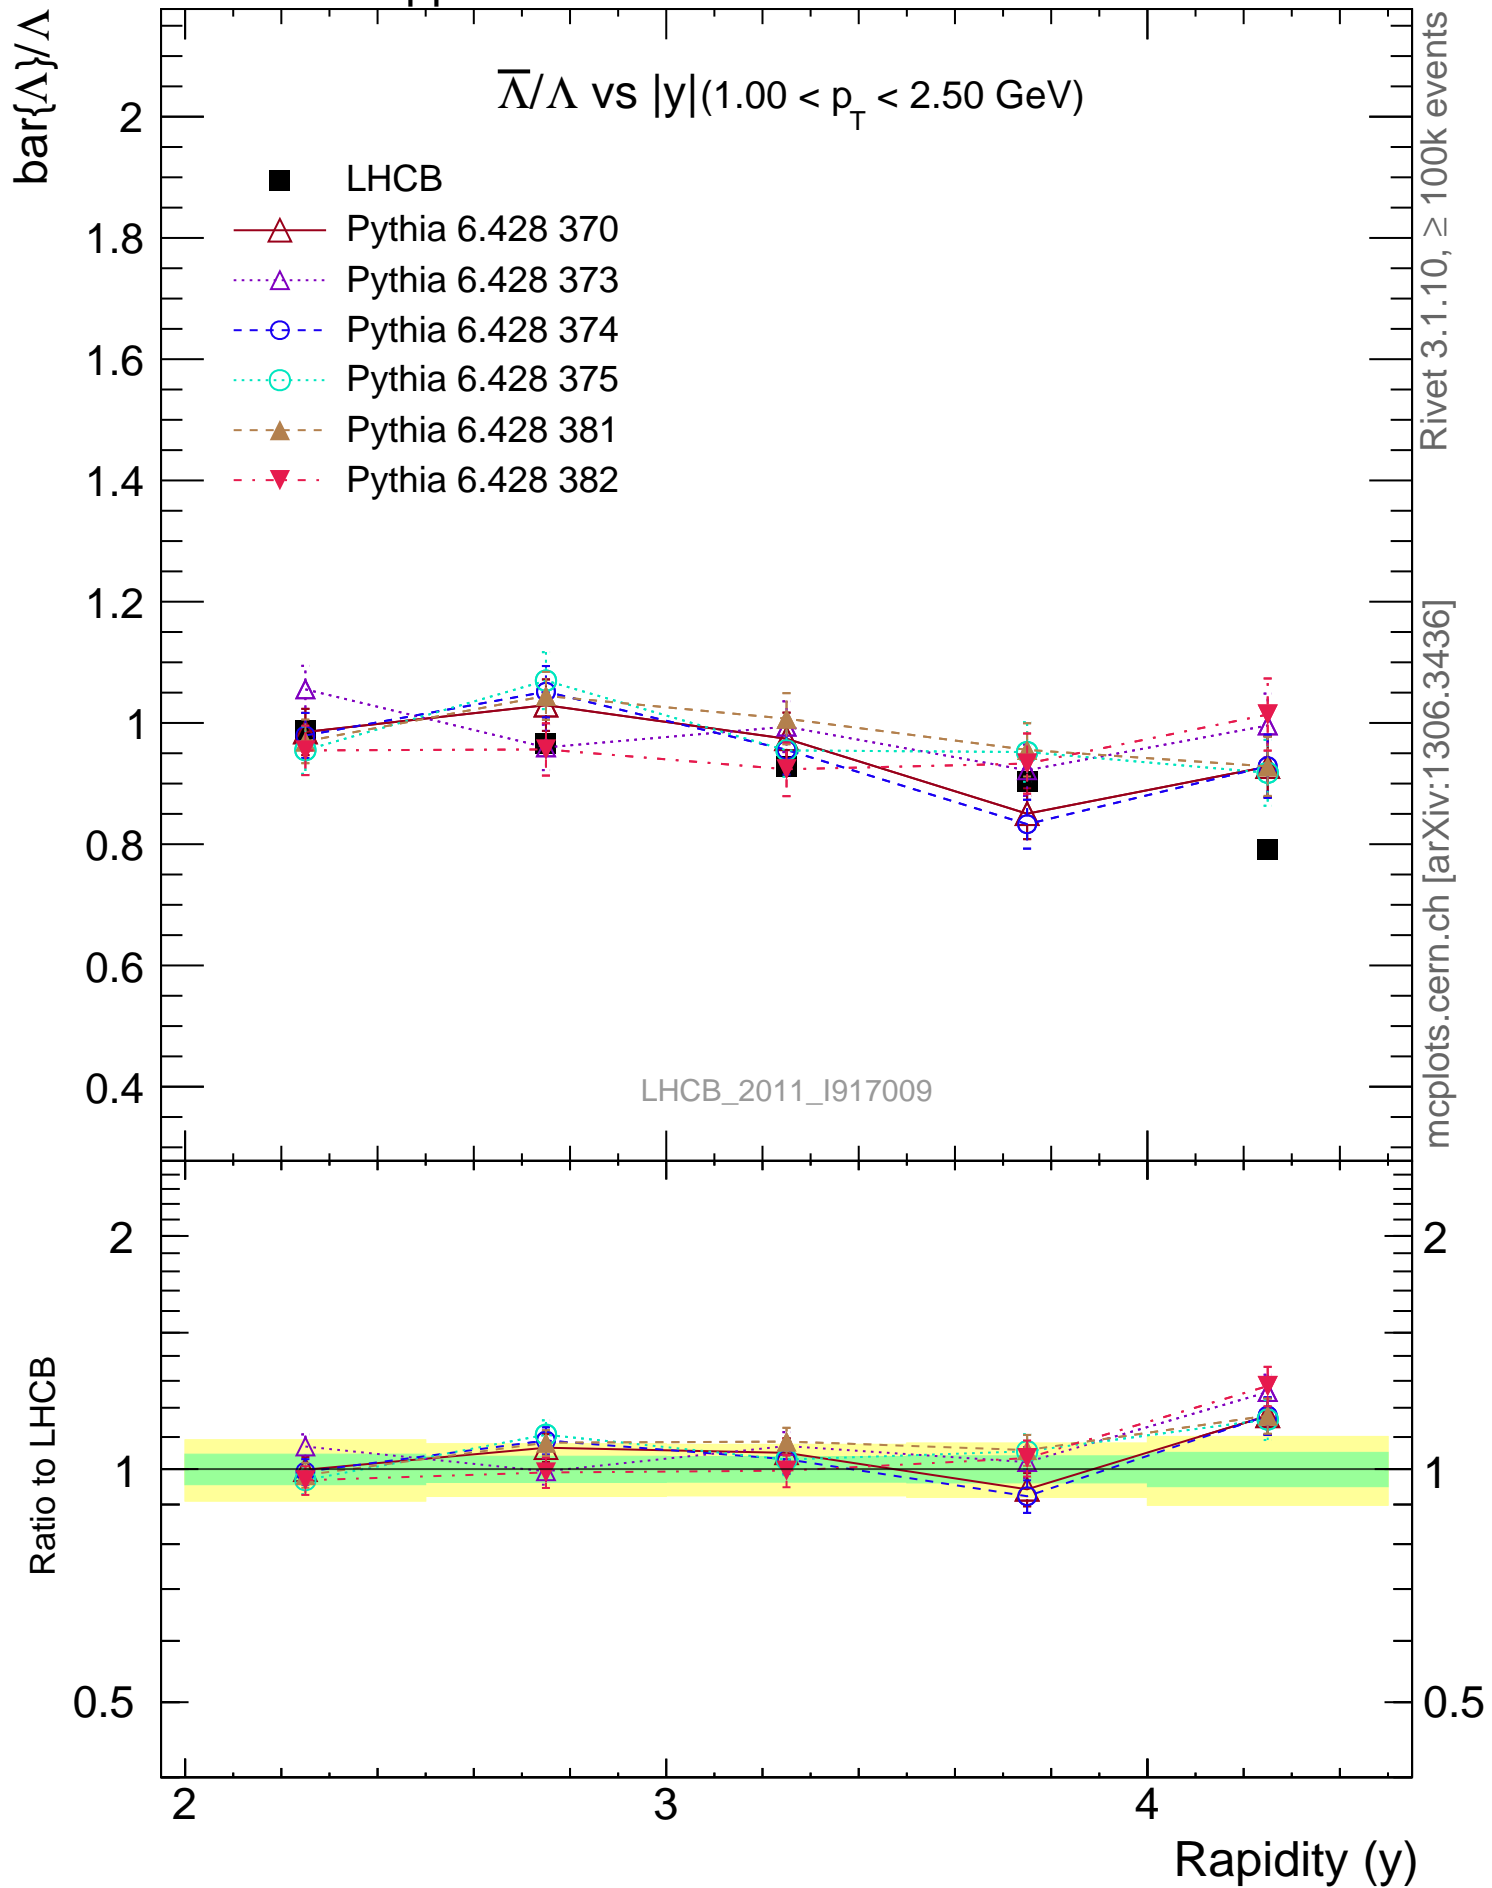 bar{Λ}/Λ
Λ̅/Λ vs |y|(1.00 < p_T < 2.50 GeV)
LHCB
Pythia 6.428 370
Pythia 6.428 373
Pythia 6.428 374
Pythia 6.428 375
Pythia 6.428 381
Pythia 6.428 382
2
1.8
1.6
1.4
1.2
1
0.8
0.6
0.4
LHCB_2011_I917009
Rivet 3.1.10, ≥ 100k events
mcplots.cern.ch [arXiv:1306.3436]
Ratio to LHCB
2
1
0.5
2
1
0.5
2
3
4
Rapidity (y)